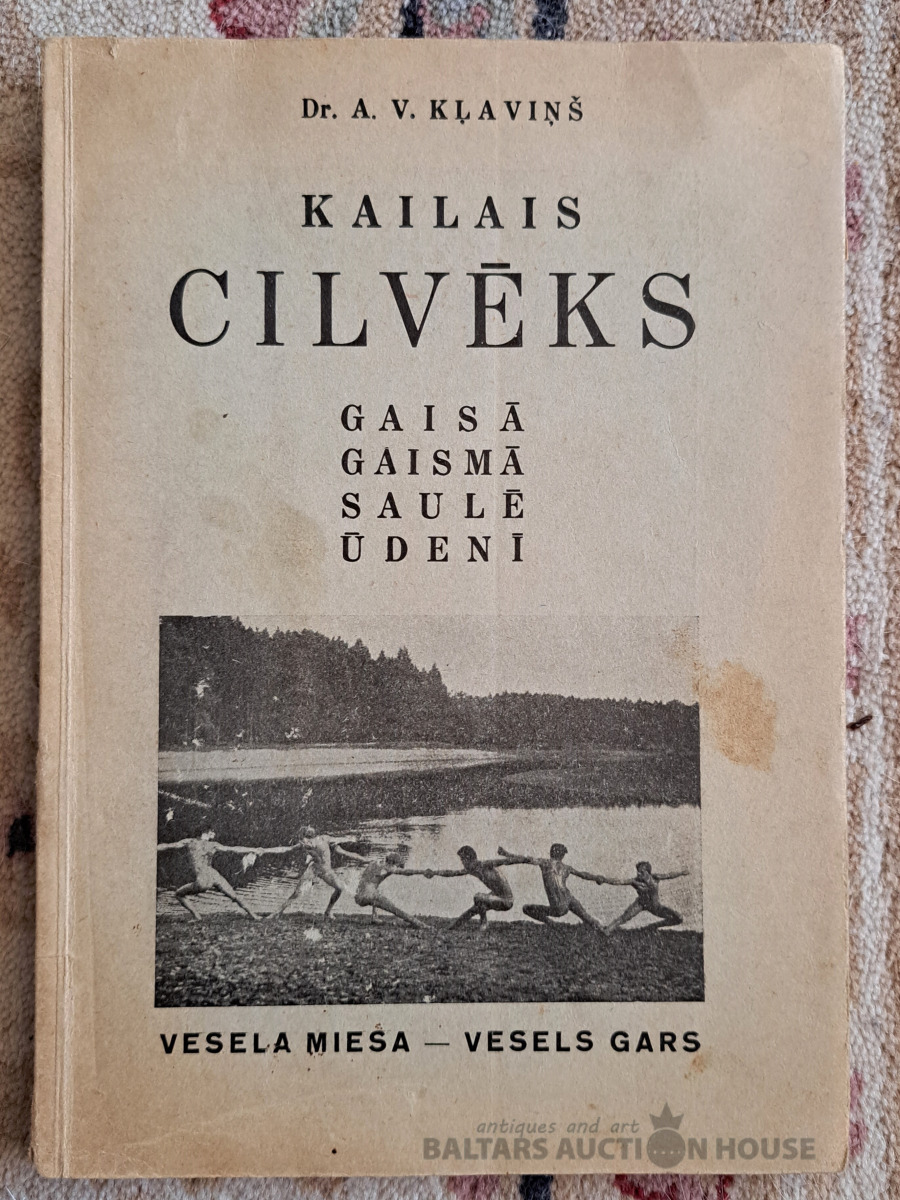 Dr. A. V. KĻAVIŅŠ
KAILAIS
CILVĒKS
GAISĀ
GAISMĀ
SAULĒ
ŪDENĪ
VESELA MIESA — VESELS GARS
antiques and art
BALTARS AUCTION HOUSE